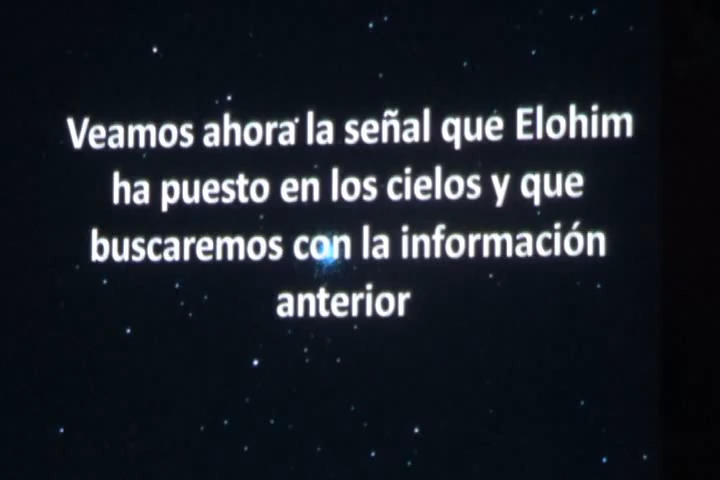 Veamos ahora la señal que Elohim
ha puesto en los cielos y que
buscaremos con la información
anterior